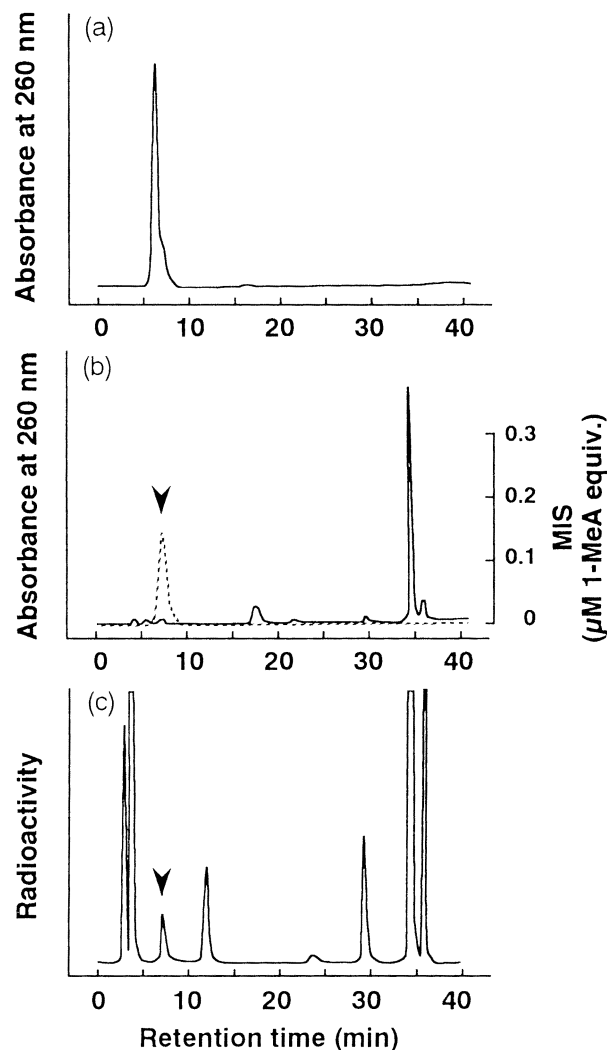 (a)
Absorbance at 260 nm
0 10 20 30 40
(b)
Absorbance at 260 nm
0.3
0.2
0.1
0
MIS
(µM 1-MeA equiv.)
0 10 20 30 40
(c)
Radioactivity
0 10 20 30 40
Retention time (min)